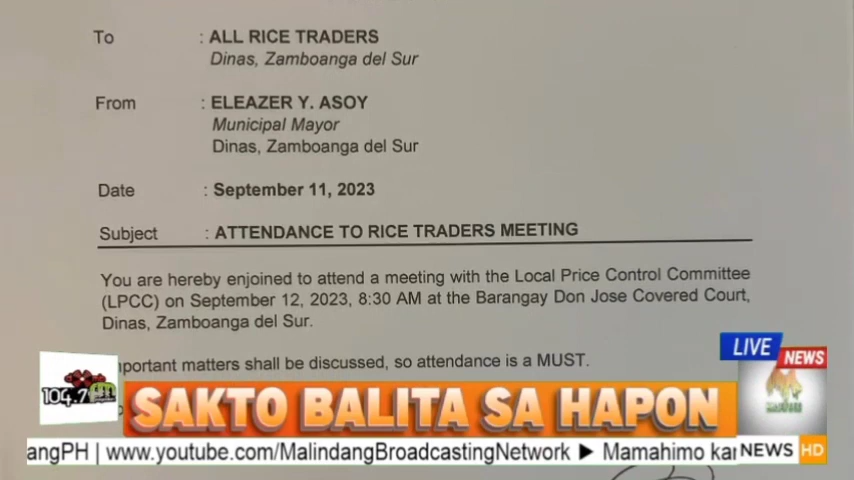 To : ALL RICE TRADERS
Dinas, Zamboanga del Sur
From : ELEAZER Y. ASOY
Municipal Mayor
Dinas, Zamboanga del Sur
Date : September 11, 2023
Subject : ATTENDANCE TO RICE TRADERS MEETING
You are hereby enjoined to attend a meeting with the Local Price Control Committee
(LPCC) on September 12, 2023, 8:30 AM at the Barangay Don Jose Covered Court,
Dinas, Zamboanga del Sur.
mportant matters shall be discussed, so attendance is a MUST.
LIVE
NEWS
104.7 fm
SAKTO BALITA SA HAPON
angPH | www.youtube.com/MalindangBroadcastingNetwork ▶ Mamahimo kan
NEWS HD